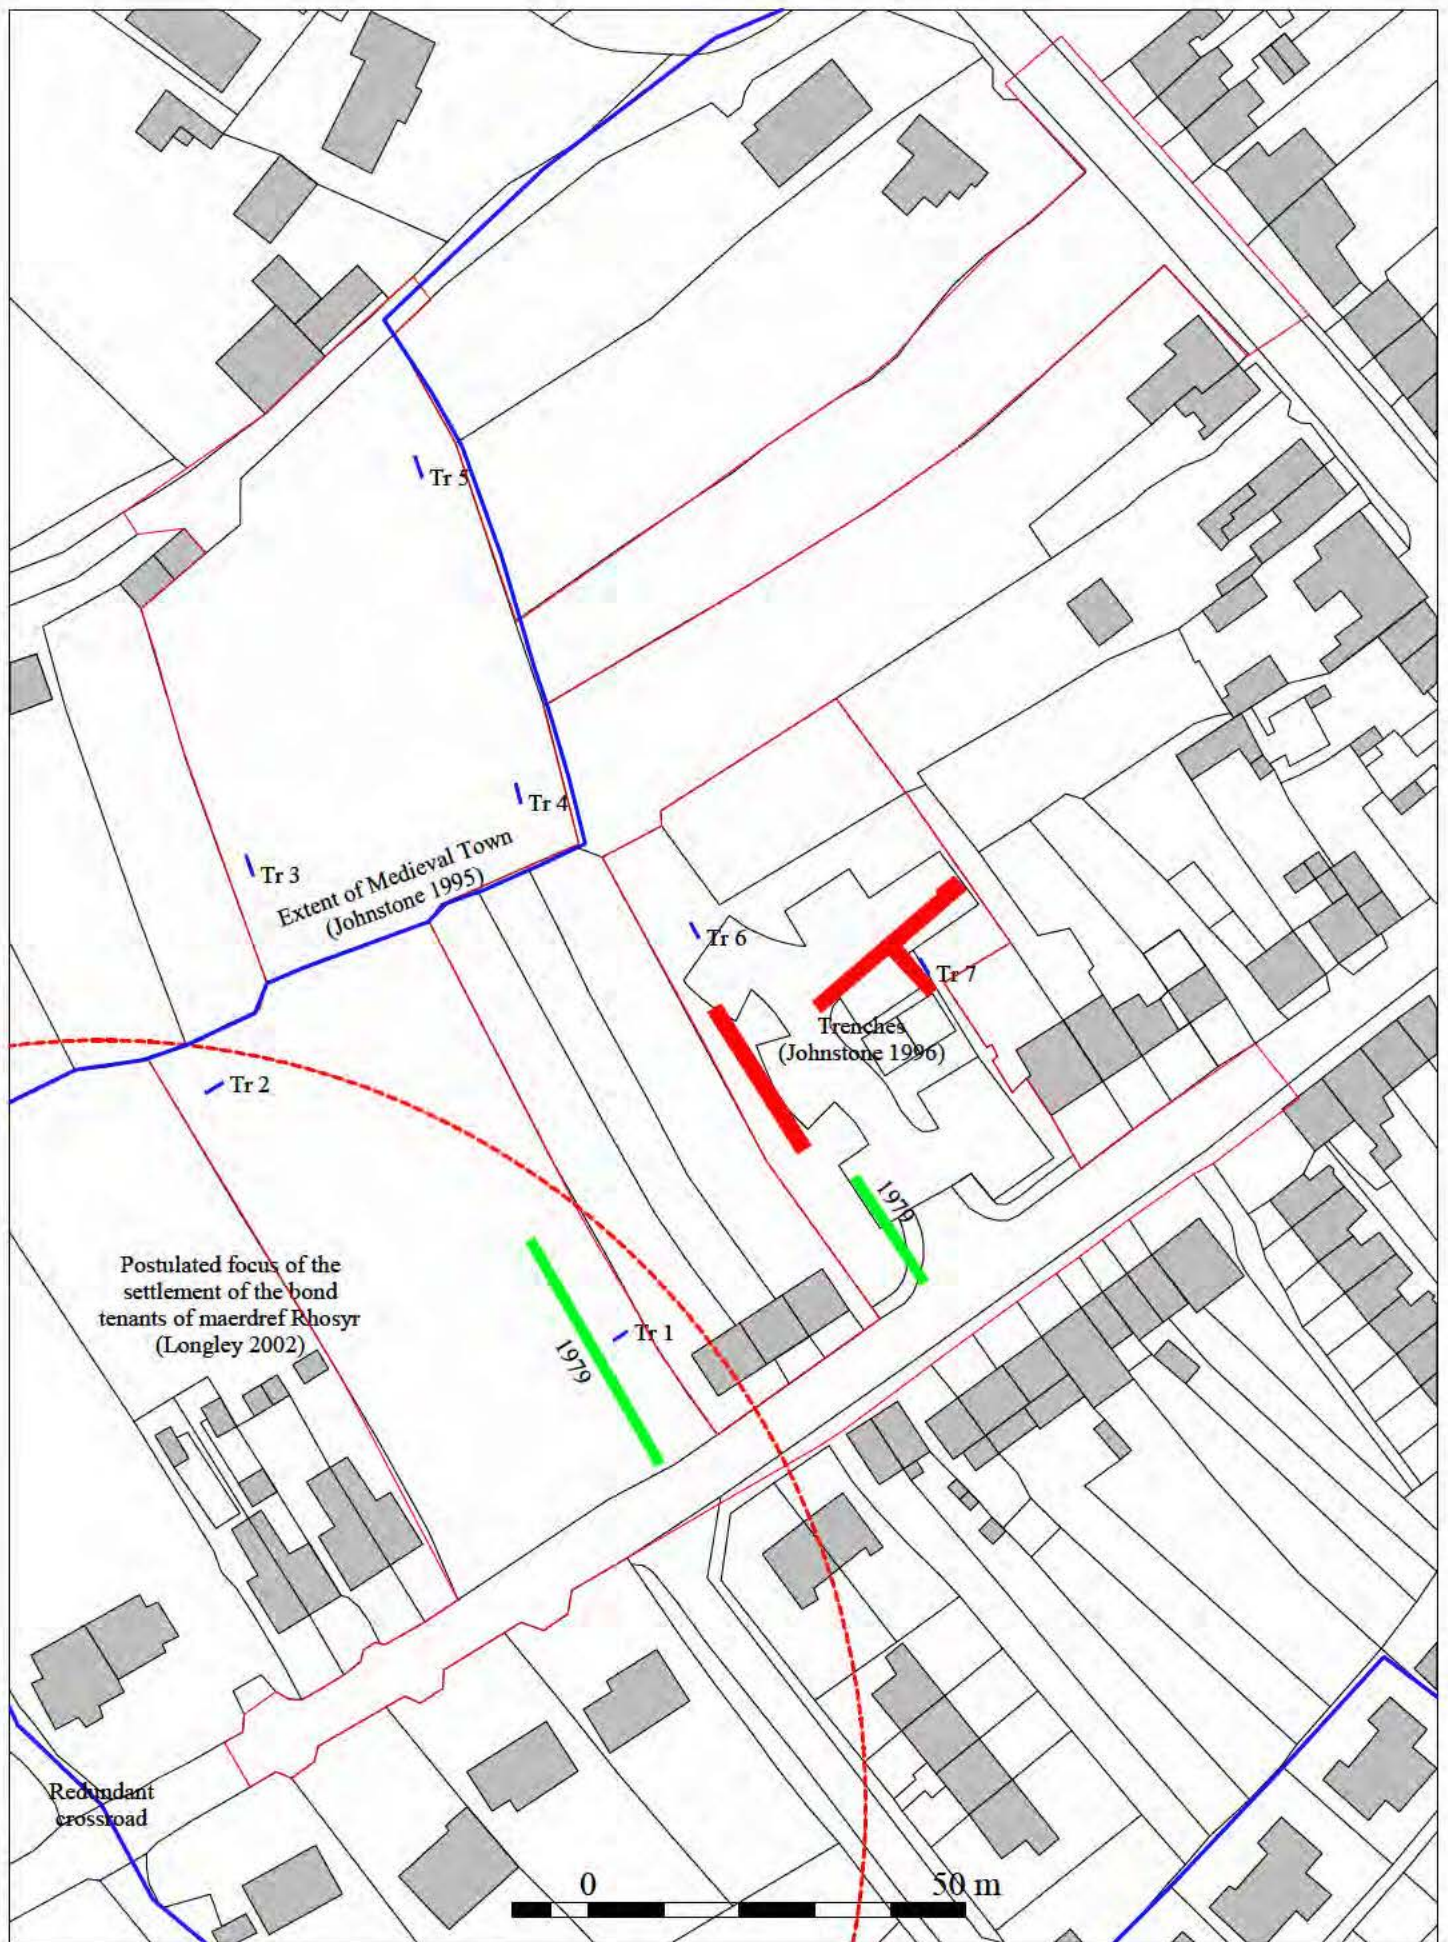 Tr 5
Tr 4
Extent of Medieval Town
(Johnstone 1995)
Tr 3
Tr 6
Tr 7
Trenches
(Johnstone 1996)
Tr 2
1979
Postulated focus of the
settlement of the bond
tenants of maerdref Rhosyr
(Longley 2002)
Tr 1
1979
Redundant
crossroad
0
50 m